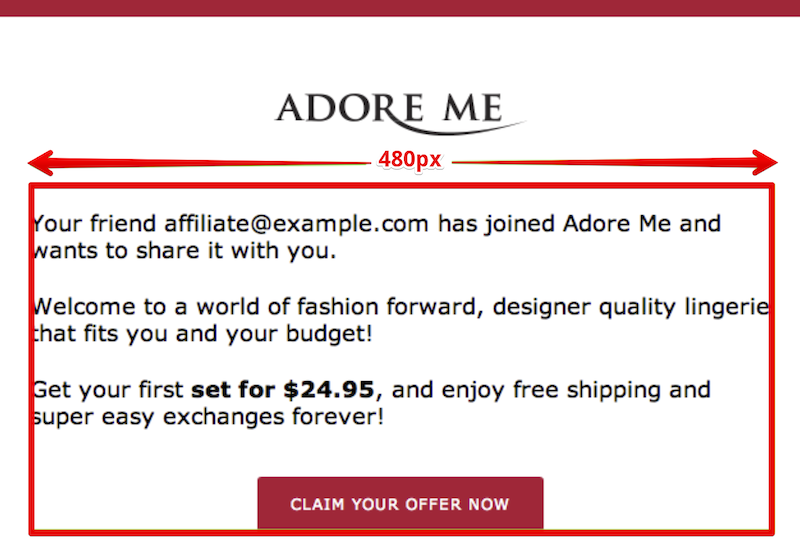 ADORE ME
480px
Your friend affiliate@example.com has joined Adore Me and
wants to share it with you.
Welcome to a world of fashion forward, designer quality lingerie
that fits you and your budget!
Get your first set for $24.95, and enjoy free shipping and
super easy exchanges forever!
CLAIM YOUR OFFER NOW